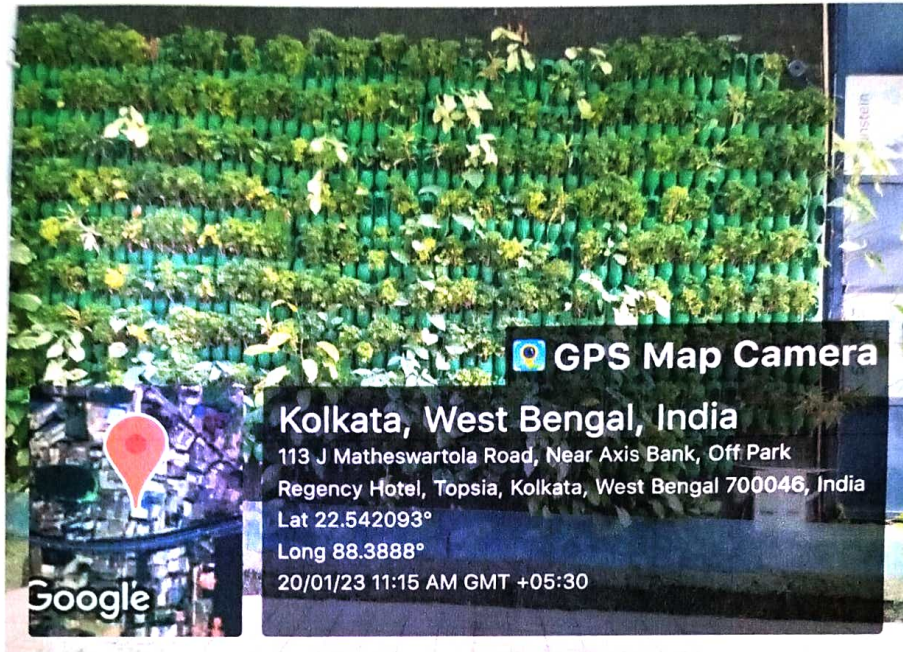 nstein
GPS Map Camera
Kolkata, West Bengal, India
113 J Matheswartola Road, Near Axis Bank, Off Park
Regency Hotel, Topsia, Kolkata, West Bengal 700046, India
Lat 22.542093°
Long 88.3888°
20/01/23 11:15 AM GMT +05:30
Google